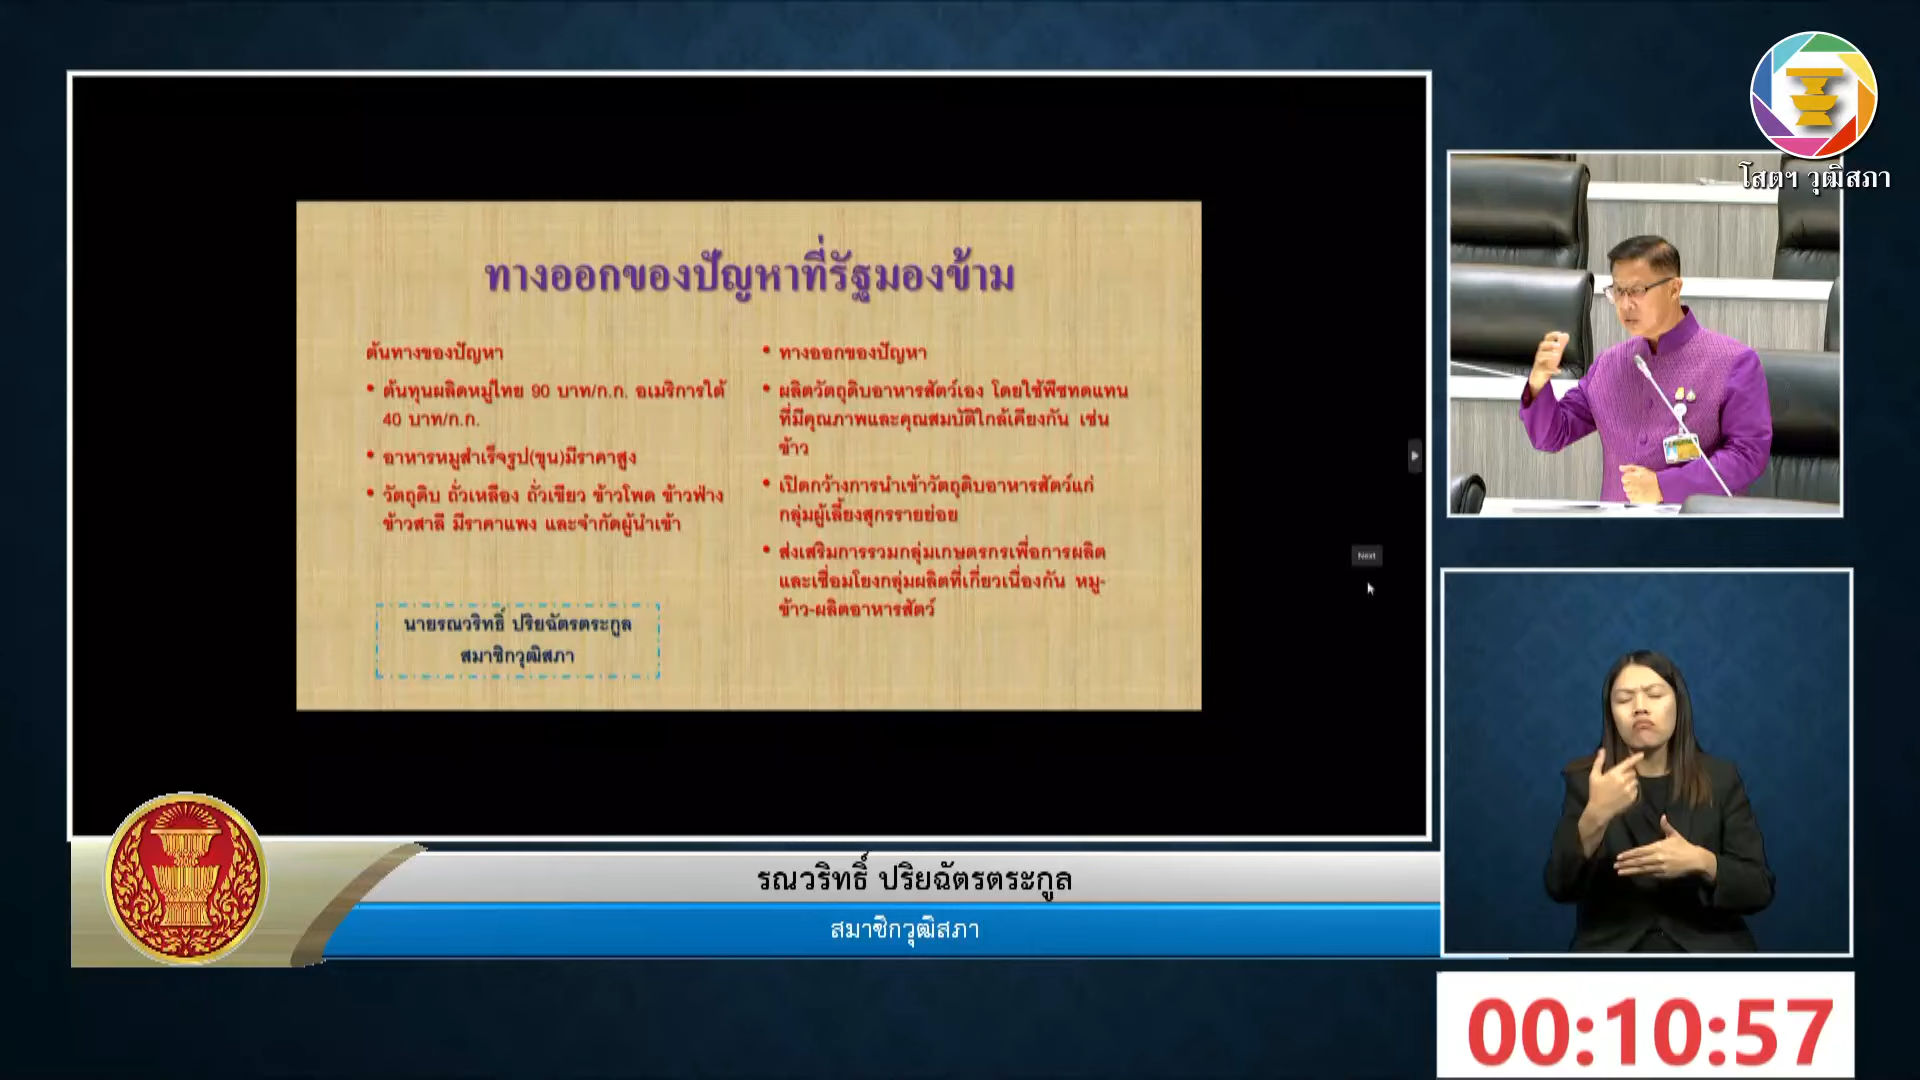 โสตฯ วุฒิสภา
ทางออกของปัญหาที่รัฐมองข้าม
ต้นทางของปัญหา
• ต้นทุนผลิตหมูไทย 90 บาท/ก.ก. อเมริการใต้
40 บาท/ก.ก.
• อาหารหมูสำเร็จรูป(ขุน)มีราคาสูง
• วัตถุดิบ ถั่วเหลือง ถั่วเขียว ข้าวโพด ข้าวฟ่าง
ข้าวสาลี มีราคาแพง และจำกัดผู้นำเข้า
• ทางออกของปัญหา
• ผลิตวัตถุดิบอาหารสัตว์เอง โดยใช้พืชทดแทน
ที่มีคุณภาพและคุณสมบัติใกล้เคียงกัน เช่น
ข้าว
• เปิดกว้างการนำเข้าวัตถุดิบอาหารสัตว์แก่
กลุ่มผู้เลี้ยงสุกรรายย่อย
• ส่งเสริมการรวมกลุ่มเกษตรกรเพื่อการผลิต
และเชื่อมโยงกลุ่มผลิตที่เกี่ยวเนื่องกัน หมู-
ข้าว-ผลิตอาหารสัตว์
นายรณวริทธิ์ ปริยฉัตรตระกูล
สมาชิกวุฒิสภา
Next
รณวริทธิ์ ปริยฉัตรตระกูล
สมาชิกวุฒิสภา
00:10:57